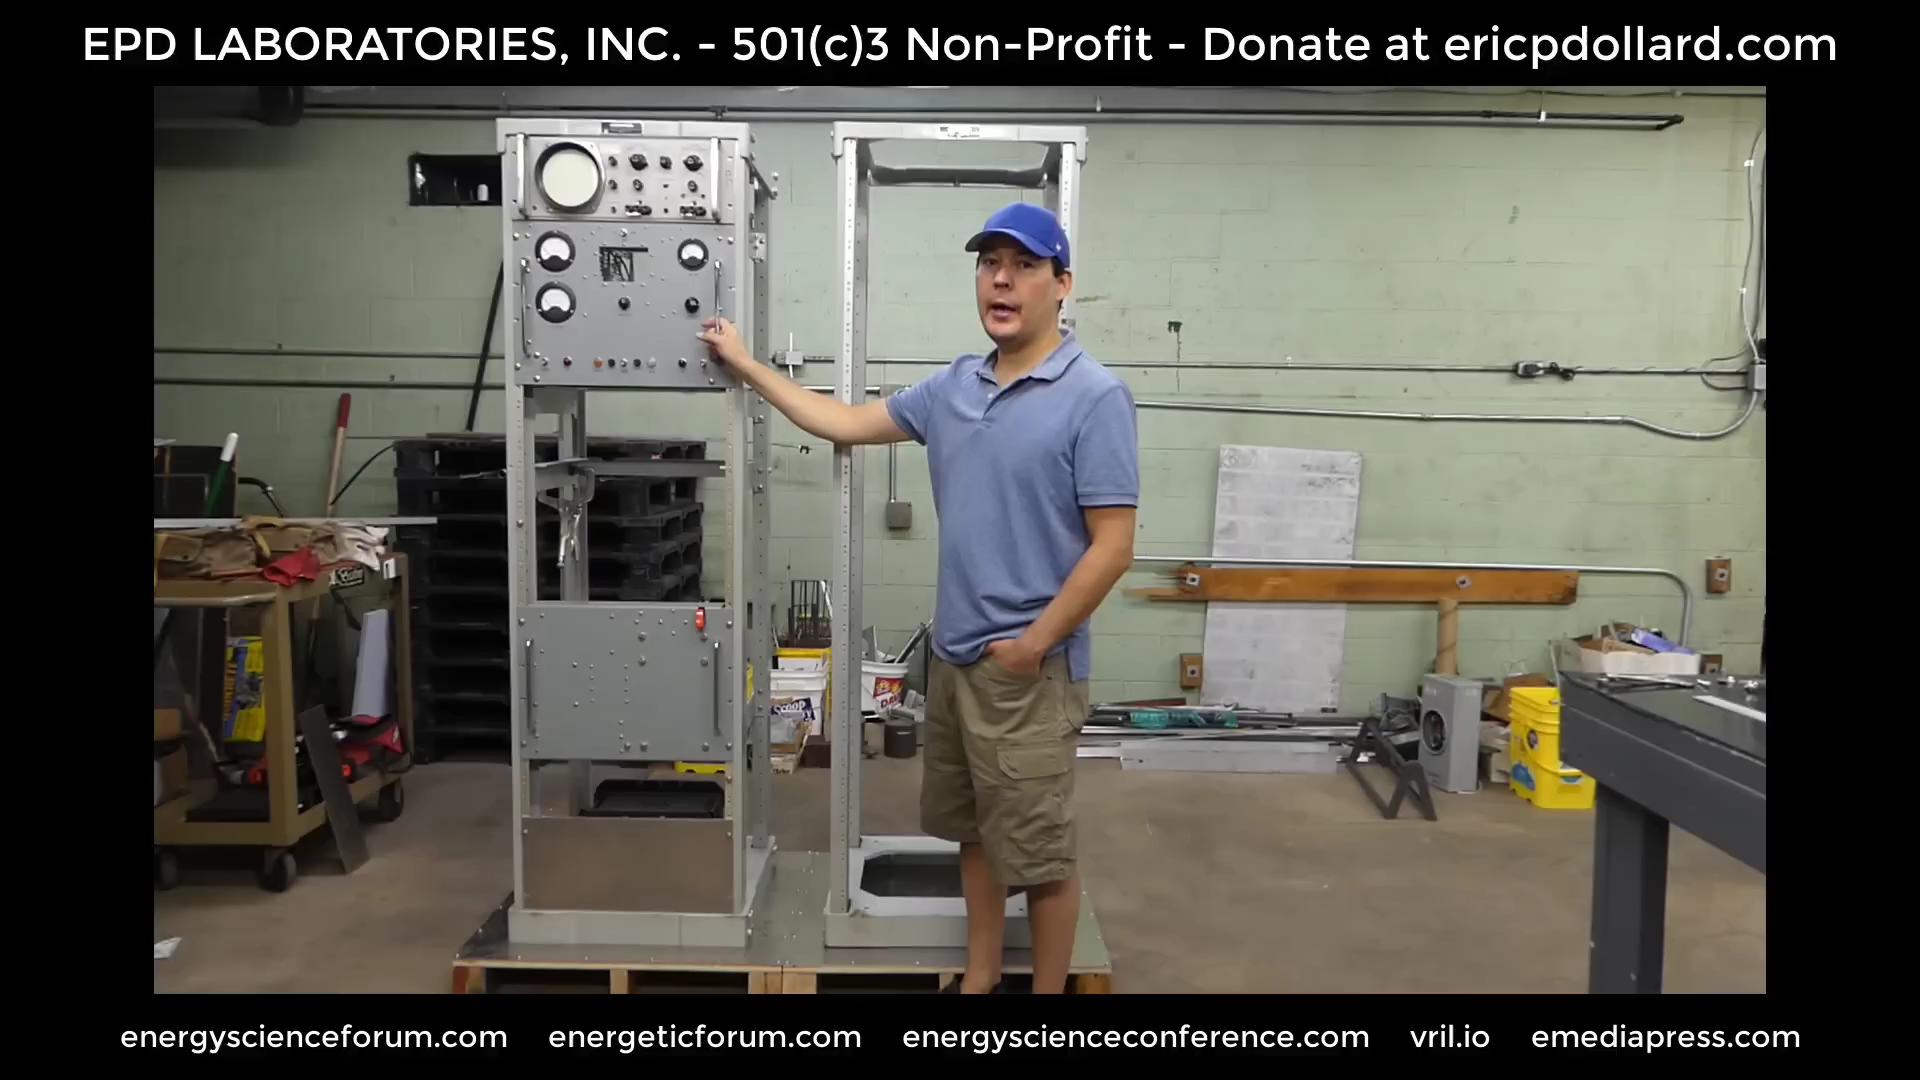 EPD LABORATORIES, INC. - 501(c)3 Non-Profit - Donate at ericpdollard.com
SCOOP
energyscienceforum.com energeticforum.com energyscienceconference.com vril.io emediapress.com